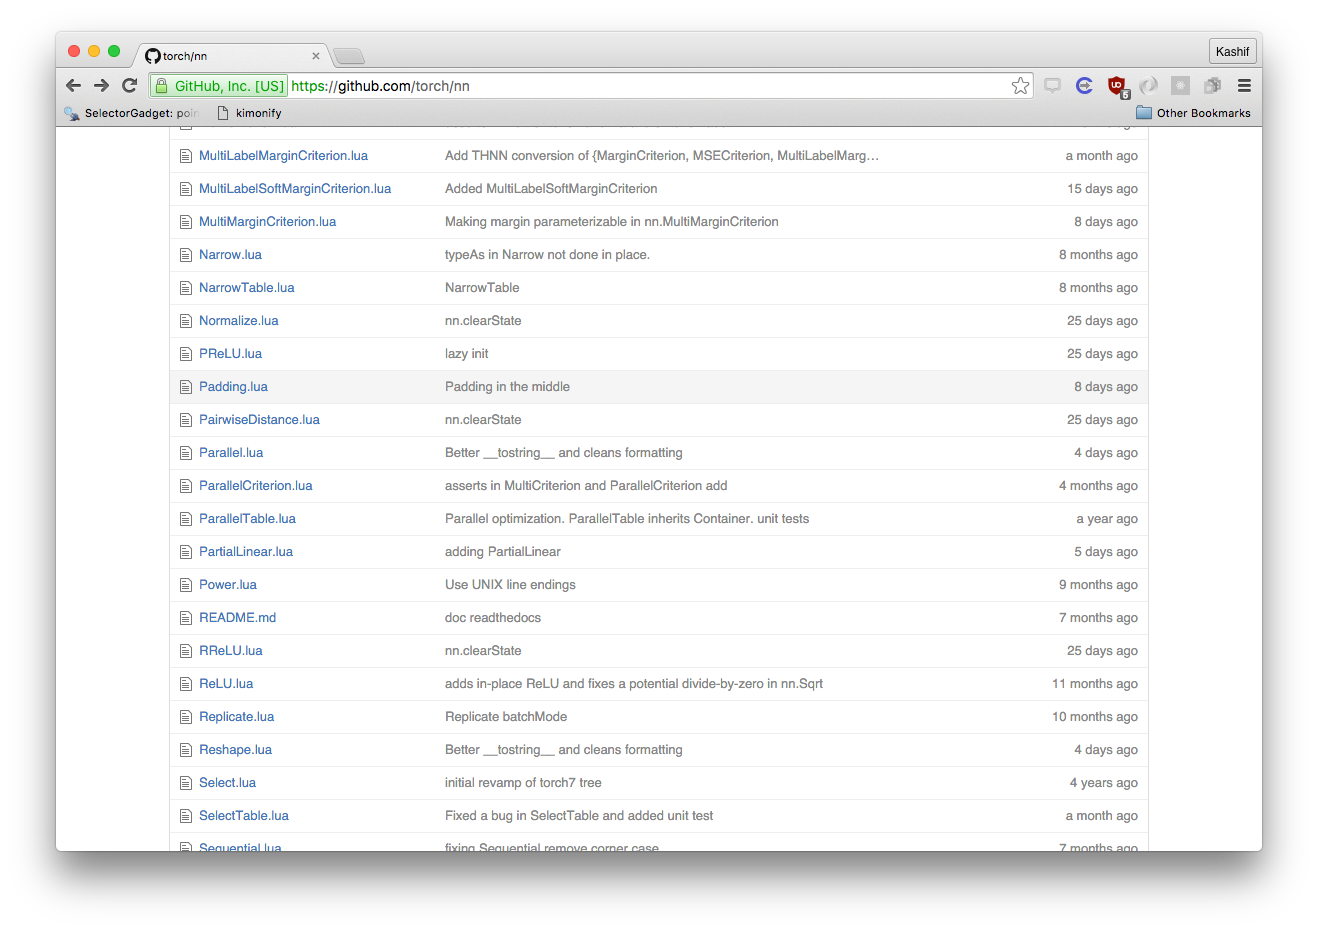 torch/nn
Kashif
GitHub, Inc. [US] https://github.com/torch/nn
SelectorGadget: poin kimonify Other Bookmarks
MultiLabelMarginCriterion.lua Add THNN conversion of {MarginCriterion, MSECriterion, MultiLabelMarg… a month ago
MultiLabelSoftMarginCriterion.lua Added MultiLabelSoftMarginCriterion 15 days ago
MultiMarginCriterion.lua Making margin parameterizable in nn.MultiMarginCriterion 8 days ago
Narrow.lua typeAs in Narrow not done in place. 8 months ago
NarrowTable.lua NarrowTable 8 months ago
Normalize.lua nn.clearState 25 days ago
PReLU.lua lazy init 25 days ago
Padding.lua Padding in the middle 8 days ago
PairwiseDistance.lua nn.clearState 25 days ago
Parallel.lua Better __tostring__ and cleans formatting 4 days ago
ParallelCriterion.lua asserts in MultiCriterion and ParallelCriterion add 4 months ago
ParallelTable.lua Parallel optimization. ParallelTable inherits Container. unit tests a year ago
PartialLinear.lua adding PartialLinear 5 days ago
Power.lua Use UNIX line endings 9 months ago
README.md doc readthedocs 7 months ago
RReLU.lua nn.clearState 25 days ago
ReLU.lua adds in-place ReLU and fixes a potential divide-by-zero in nn.Sqrt 11 months ago
Replicate.lua Replicate batchMode 10 months ago
Reshape.lua Better __tostring__ and cleans formatting 4 days ago
Select.lua initial revamp of torch7 tree 4 years ago
SelectTable.lua Fixed a bug in SelectTable and added unit test a month ago
Sequential.lua fixing Sequential remove corner case 7 months ago